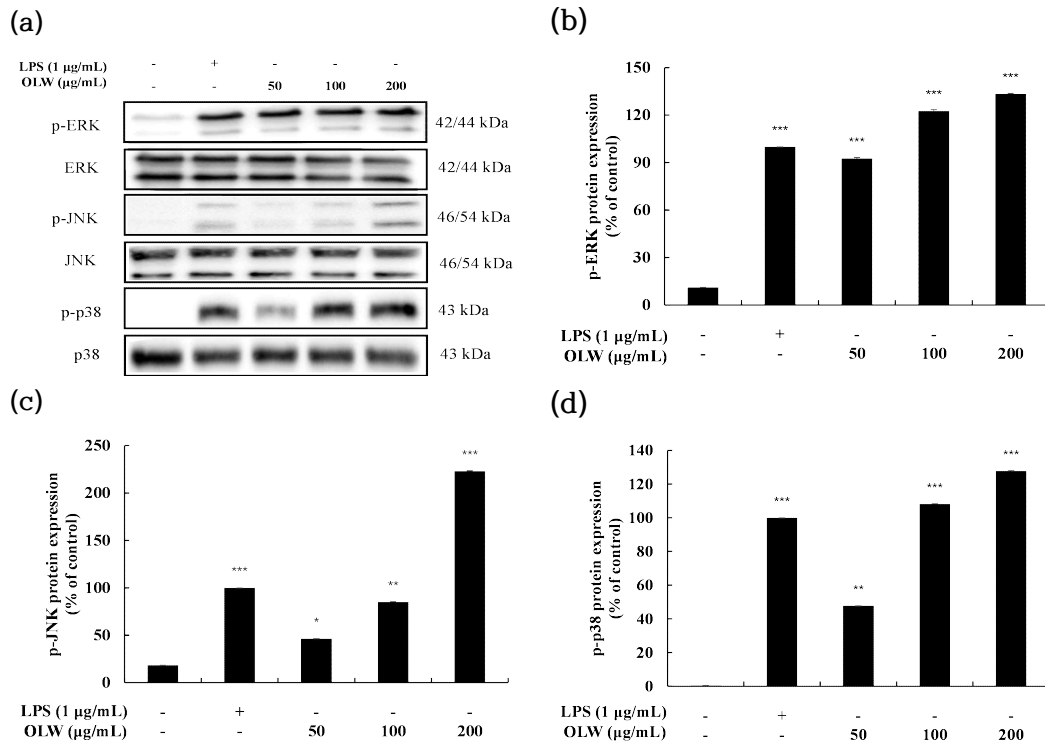 (a)
LPS (1 μg/mL) - + - - -
OLW (μg/mL) - - 50 100 200
p-ERK 42/44 kDa
ERK 42/44 kDa
p-JNK 46/54 kDa
JNK 46/54 kDa
p-p38 43 kDa
p38 43 kDa
(b)
p-ERK protein expression
(% of control)
150
120
90
60
30
0
***
**
***
***
LPS (1 μg/mL) - + - - -
OLW (μg/mL) - - 50 100 200
(c)
p-JNK protein expression
(% of control)
250
200
150
100
50
0
***
*
**
***
LPS (1 μg/mL) - + - - -
OLW (μg/mL) - - 50 100 200
(d)
p-p38 protein expression
(% of control)
140
120
100
80
60
40
20
0
***
**
***
***
LPS (1 μg/mL) - + - - -
OLW (μg/mL) - - 50 100 200